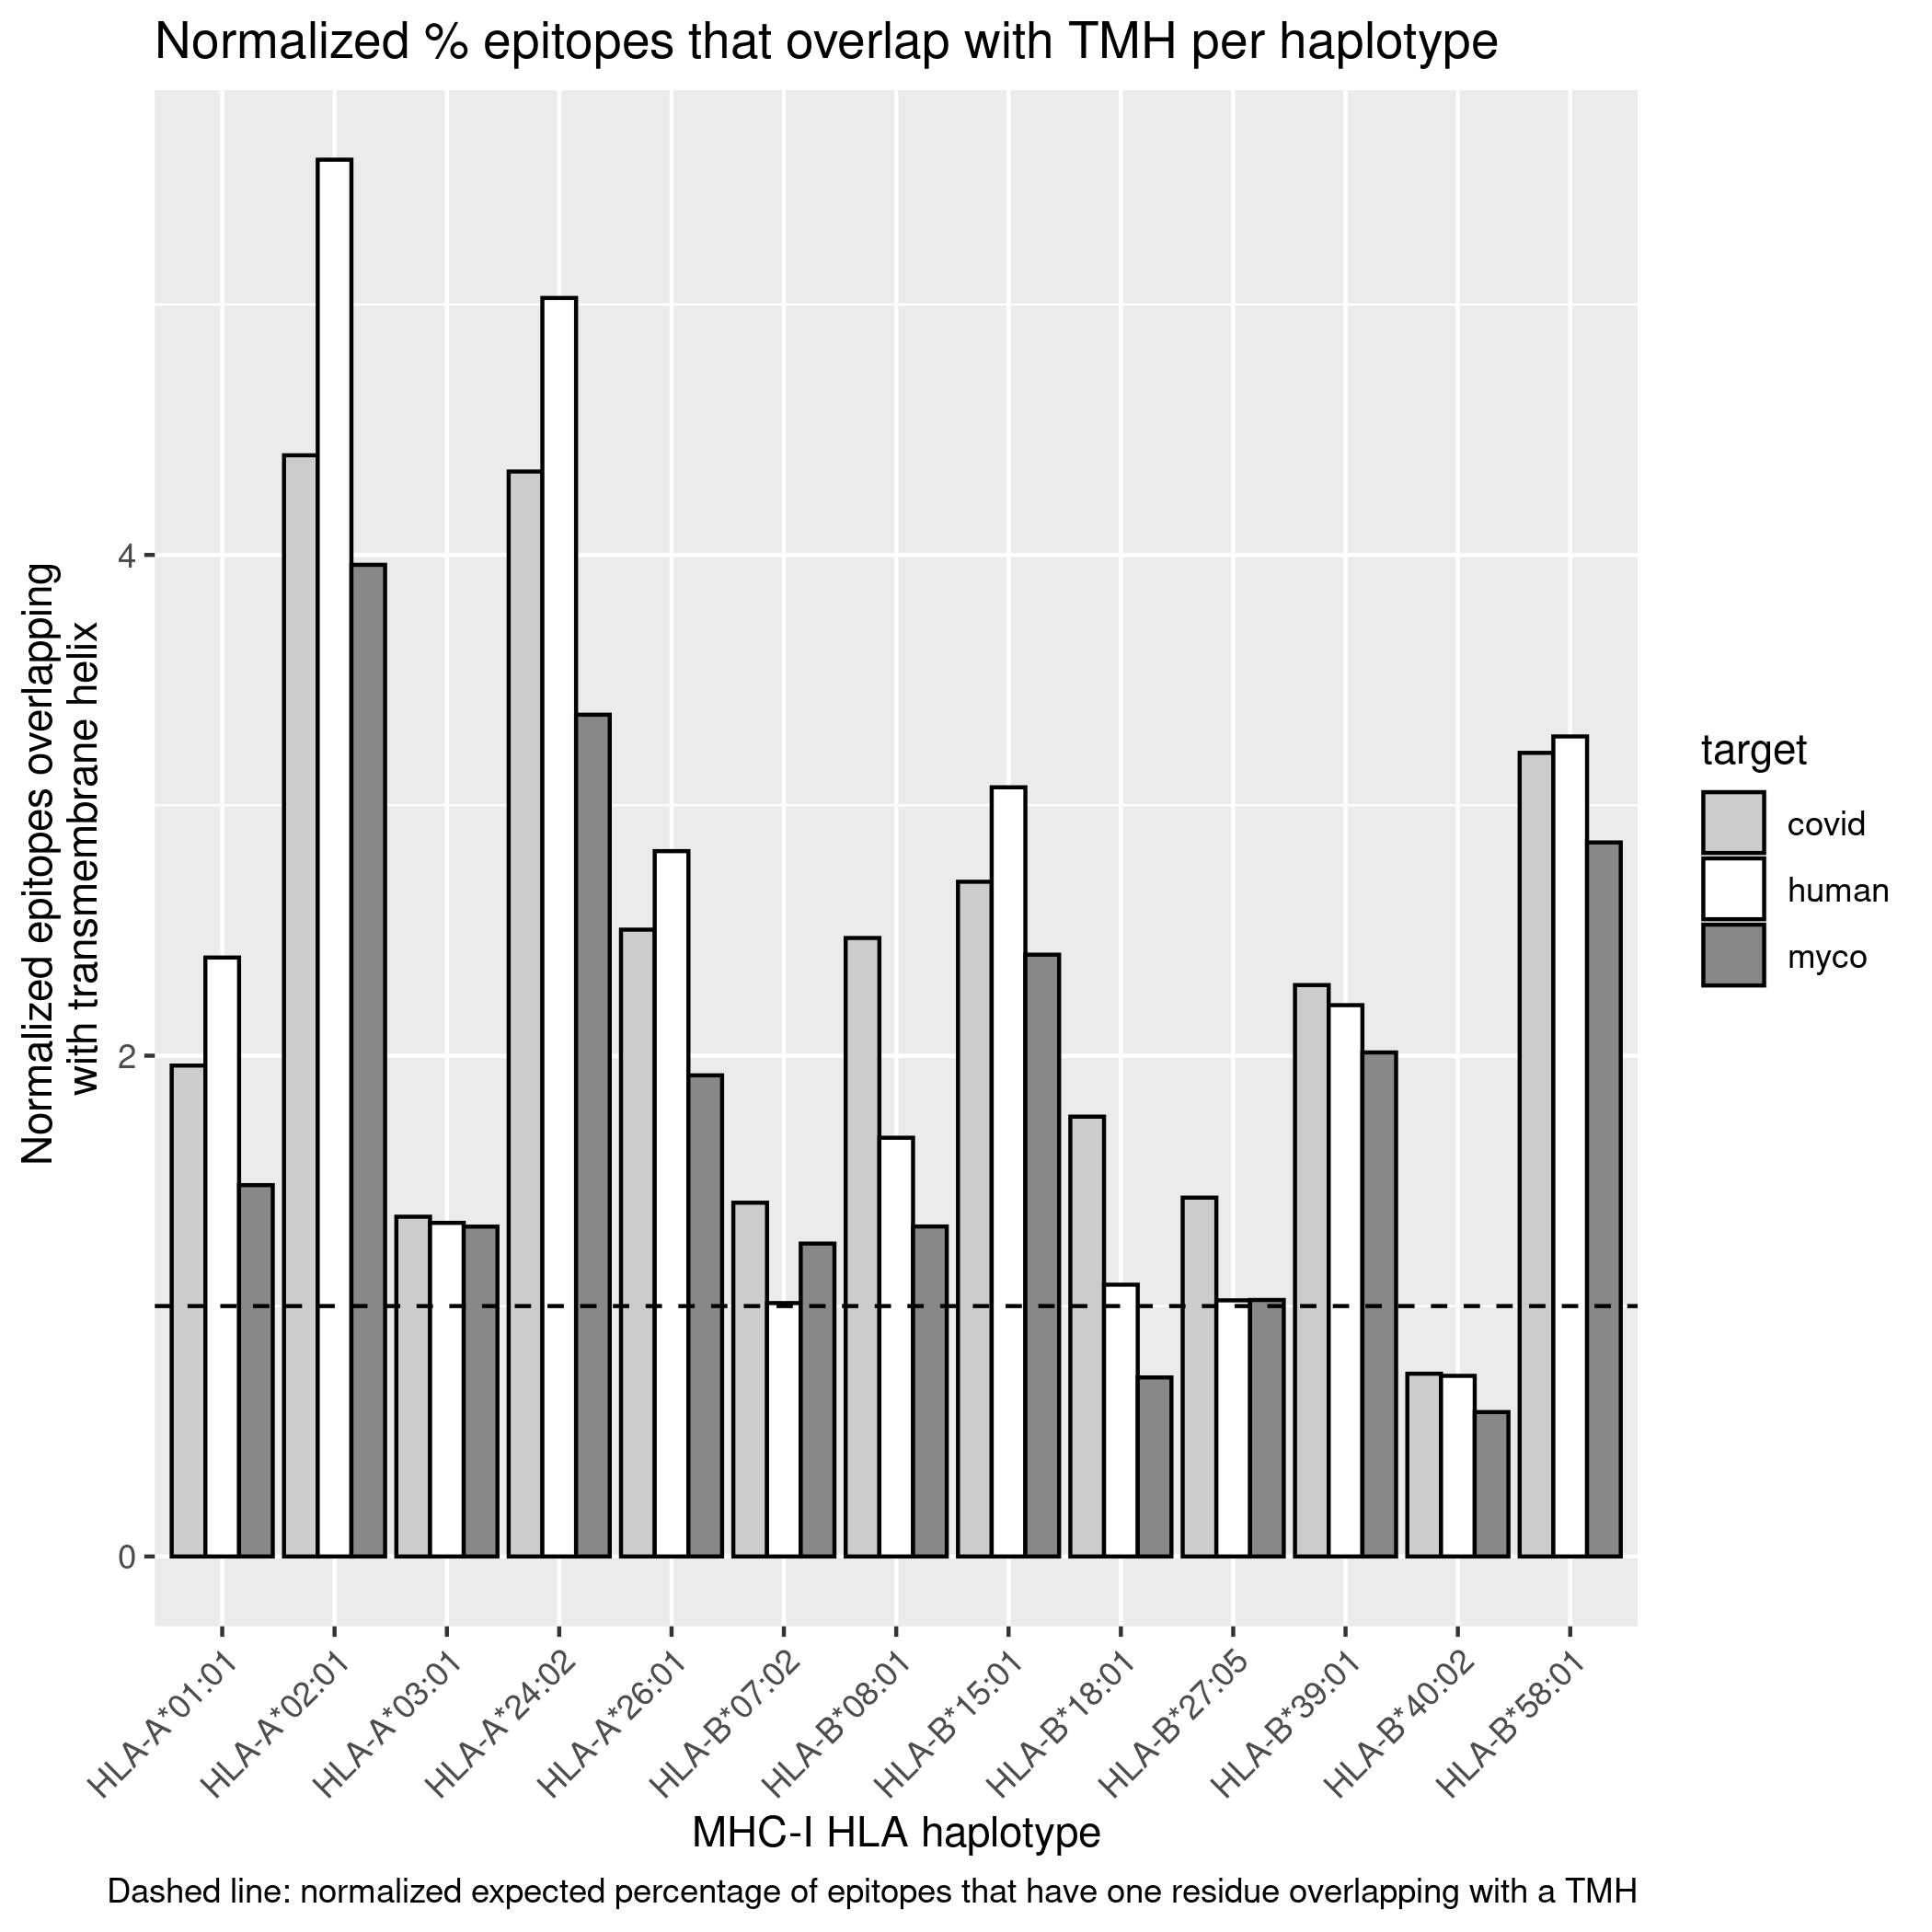 Normalized % epitopes that overlap with TMH per haplotype
Normalized epitopes overlapping
with transmembrane helix
4
2
0
target
covid
human
myco
HLA-A*01:01
HLA-A*02:01
HLA-A*03:01
HLA-A*24:02
HLA-A*26:01
HLA-B*07:02
HLA-B*08:01
HLA-B*15:01
HLA-B*18:01
HLA-B*27:05
HLA-B*39:01
HLA-B*40:02
HLA-B*58:01
MHC-I HLA haplotype
Dashed line: normalized expected percentage of epitopes that have one residue overlapping with a TMH